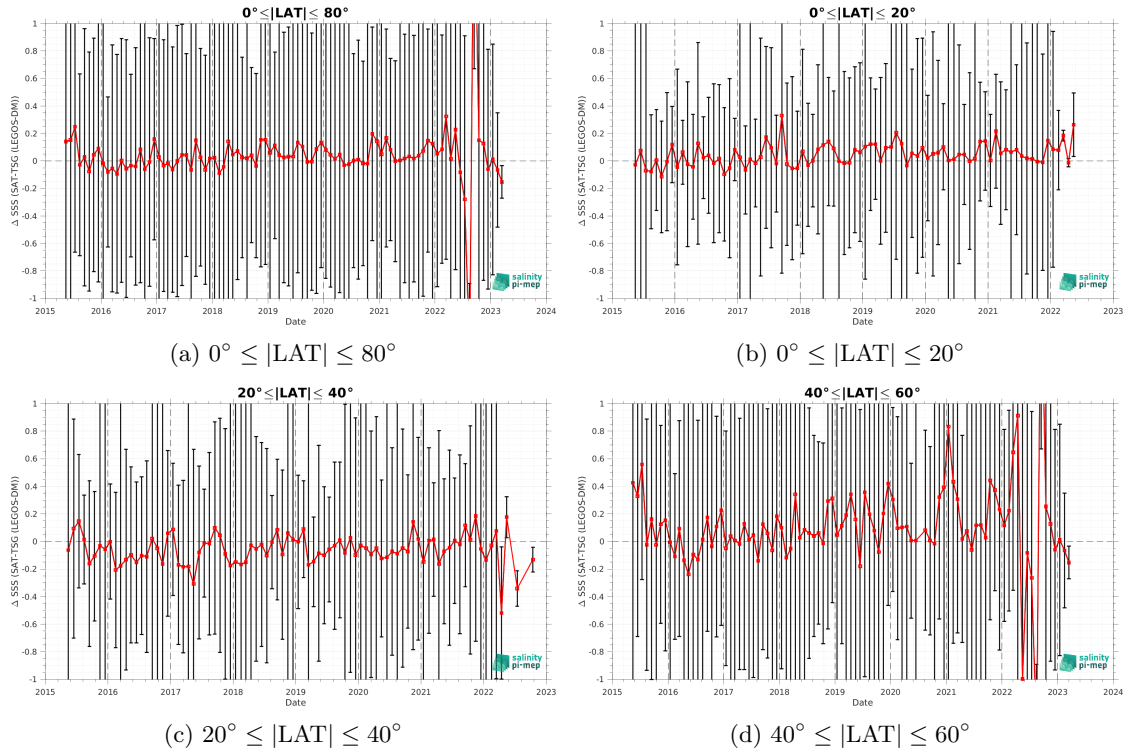 0°≤|LAT|≤ 80°
Δ SSS (SAT-TSG (LEGOS-DM))
1
0.8
0.6
0.4
0.2
0
-0.2
-0.4
-0.6
-0.8
-1
2015 2016 2017 2018 2019 2020 2021 2022 2023 2024
Date
salinity
pi-mep
(a) 0° ≤ |LAT| ≤ 80°
0°≤|LAT|≤ 20°
Δ SSS (SAT-TSG (LEGOS-DM))
1
0.8
0.6
0.4
0.2
0
-0.2
-0.4
-0.6
-0.8
-1
2015 2016 2017 2018 2019 2020 2021 2022 2023
Date
salinity
pi-mep
(b) 0° ≤ |LAT| ≤ 20°
20°≤|LAT|≤ 40°
Δ SSS (SAT-TSG (LEGOS-DM))
1
0.8
0.6
0.4
0.2
0
-0.2
-0.4
-0.6
-0.8
-1
2015 2016 2017 2018 2019 2020 2021 2022 2023
Date
salinity
pi-mep
(c) 20° ≤ |LAT| ≤ 40°
40°≤|LAT|≤ 60°
Δ SSS (SAT-TSG (LEGOS-DM))
1
0.8
0.6
0.4
0.2
0
-0.2
-0.4
-0.6
-0.8
-1
2015 2016 2017 2018 2019 2020 2021 2022 2023 2024
Date
salinity
pi-mep
(d) 40° ≤ |LAT| ≤ 60°